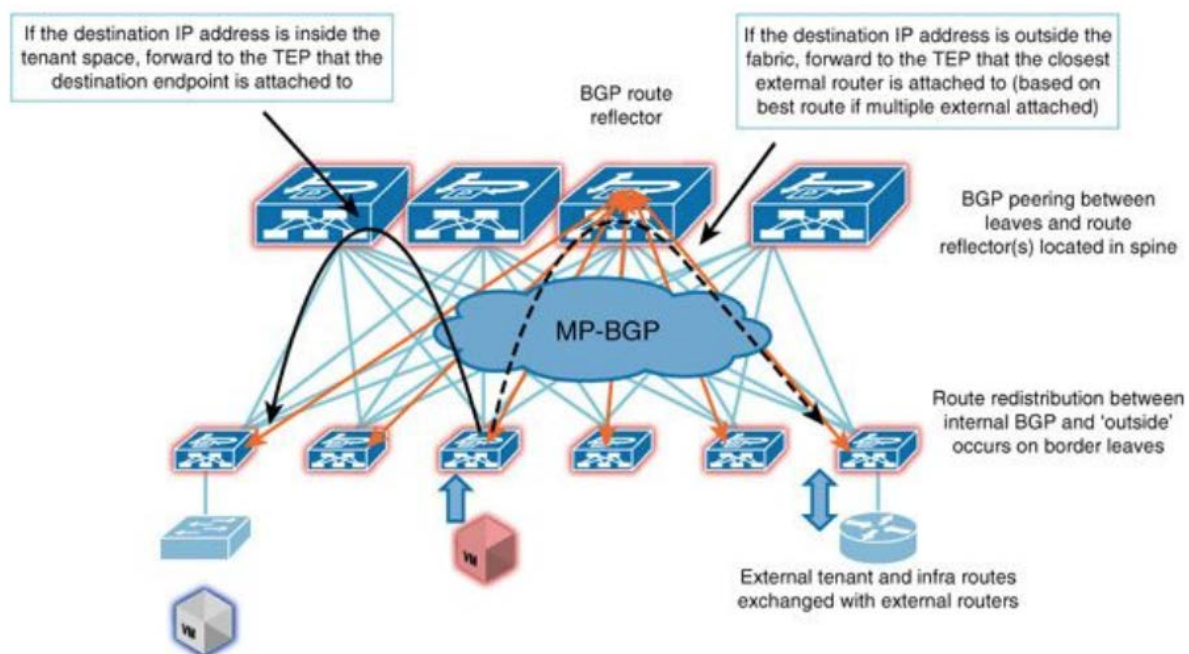 If the destination IP address is inside the
tenant space, forward to the TEP that the
destination endpoint is attached to
If the destination IP address is outside the
fabric, forward to the TEP that the closest
external router is attached to (based on
best route if multiple external attached)
BGP route
reflector
BGP peering between
leaves and route
reflector(s) located in spine
MP-BGP
Route redistribution between
internal BGP and 'outside'
occurs on border leaves
VM
VM
External tenant and infra routes
exchanged with external routers